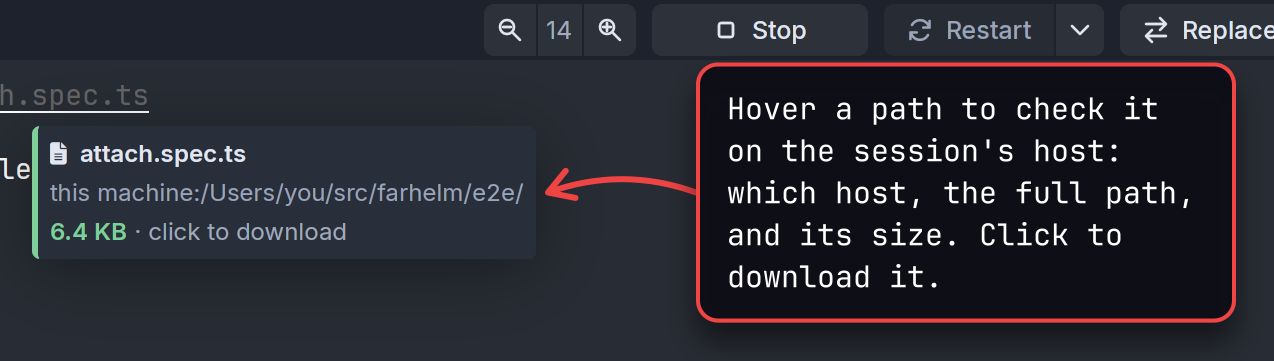 14 Stop Restart Replace
h.spec.ts
attach.spec.ts
le
this machine:/Users/you/src/farhelm/e2e/
6.4 KB · click to download
Hover a path to check it
on the session's host:
which host, the full path,
and its size. Click to
download it.